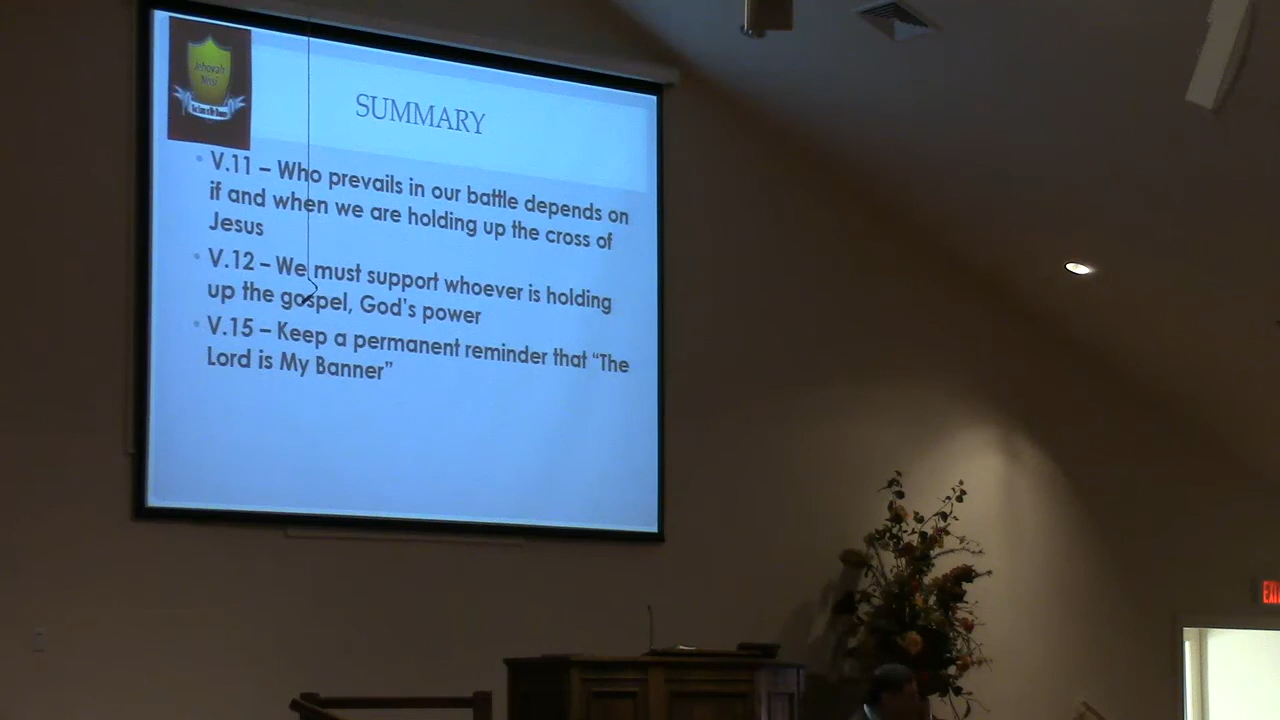 Jehovah
Nissi
SUMMARY
• V.11 – Who prevails in our battle depends on
if and when we are holding up the cross of
Jesus
• V.12 – We must support whoever is holding
up the gospel, God's power
• V.15 – Keep a permanent reminder that “The
Lord is My Banner”